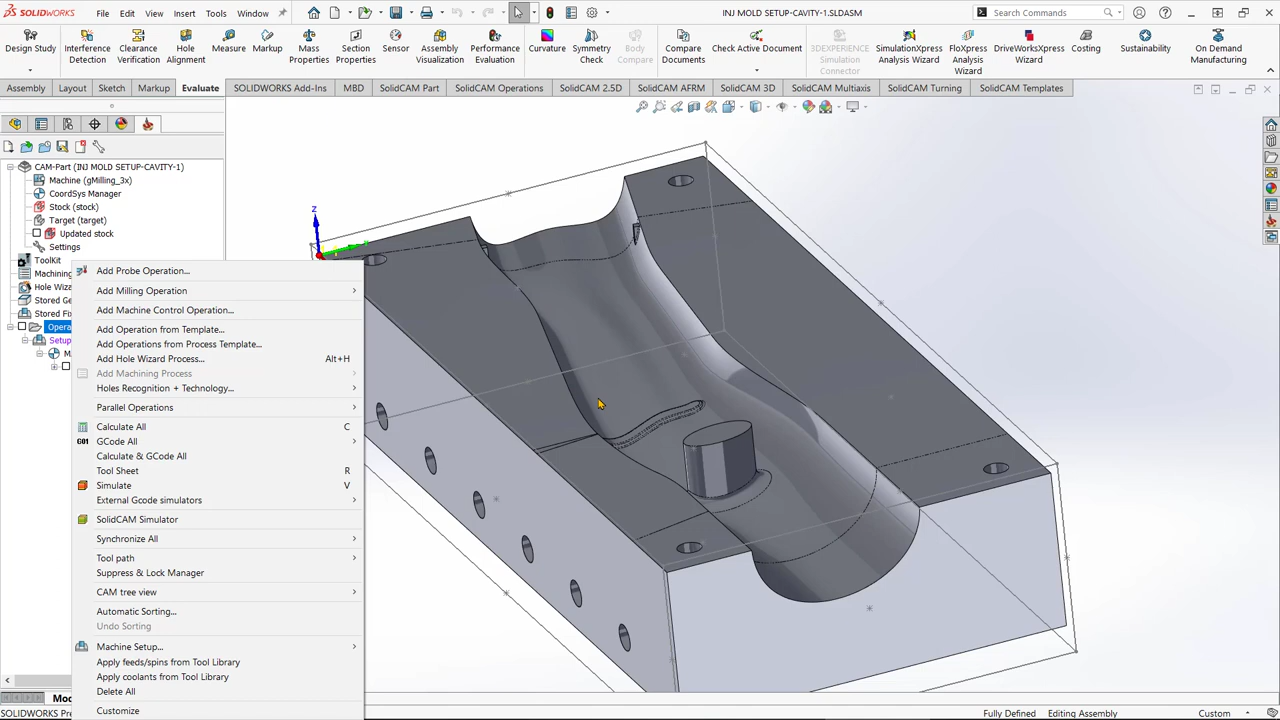 SOLIDWORKS File Edit View Insert Tools Window INJ MOLD SETUP-CAVITY-1.SLDASM Search Commands
Design Study Interference Detection Clearance Verification Hole Alignment Measure Markup Mass Properties Section Properties Sensor Assembly Visualization Performance Evaluation Curvature Symmetry Check Body Compare Compare Documents Check Active Document 3DEXPERIENCE Simulation Connector SimulationXpress Analysis Wizard FloXpress Analysis Wizard DriveWorksXpress Wizard Costing Sustainability On Demand Manufacturing
Assembly Layout Sketch Markup Evaluate SOLIDWORKS Add-Ins MBD SolidCAM Part SolidCAM Operations SolidCAM 2.5D SolidCAM AFRM SolidCAM 3D SolidCAM Multiaxis SolidCAM Turning SolidCAM Templates
CAM-Part (INJ MOLD SETUP-CAVITY-1)
Machine (gMilling_3x)
CoordSys Manager
Stock (stock)
Target (target)
Updated stock
Settings
ToolKit
Machining
Hole Wiz
Stored Ge
Stored Fix
Opera
Setup
M
Z
Add Probe Operation...
Add Milling Operation
Add Machine Control Operation...
Add Operation from Template...
Add Operations from Process Template...
Add Hole Wizard Process... Alt+H
Add Machining Process
Holes Recognition + Technology...
Parallel Operations
Calculate All C
G01 GCode All
Calculate & GCode All
Tool Sheet R
Simulate V
External Gcode simulators
SolidCAM Simulator
Synchronize All
Tool path
Suppress & Lock Manager
CAM tree view
Automatic Sorting...
Undo Sorting
Machine Setup...
Apply feeds/spins from Tool Library
Apply coolants from Tool Library
Delete All
Customize
Mod
SOLIDWORKS Pre Fully Defined Editing Assembly Custom